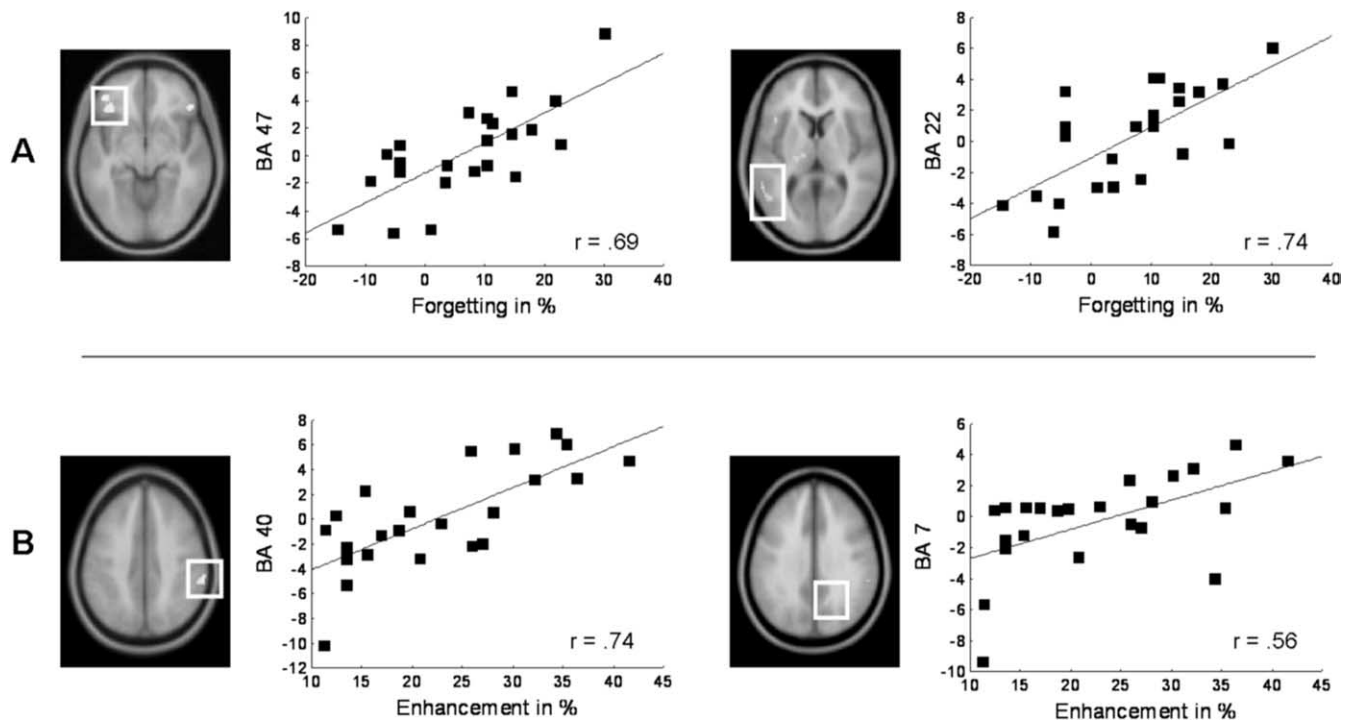 A
BA 47
10
8
6
4
2
0
-2
-4
-6
-8
-20 -10 0 10 20 30 40
Forgetting in %
r = .69
BA 22
8
6
4
2
0
-2
-4
-6
-8
-20 -10 0 10 20 30 40
Forgetting in %
r = .74
B
BA 40
8
6
4
2
0
-2
-4
-6
-8
-10
-12
10 15 20 25 30 35 40 45
Enhancement in %
r = .74
BA 7
6
4
2
0
-2
-4
-6
-8
-10
10 15 20 25 30 35 40 45
Enhancement in %
r = .56